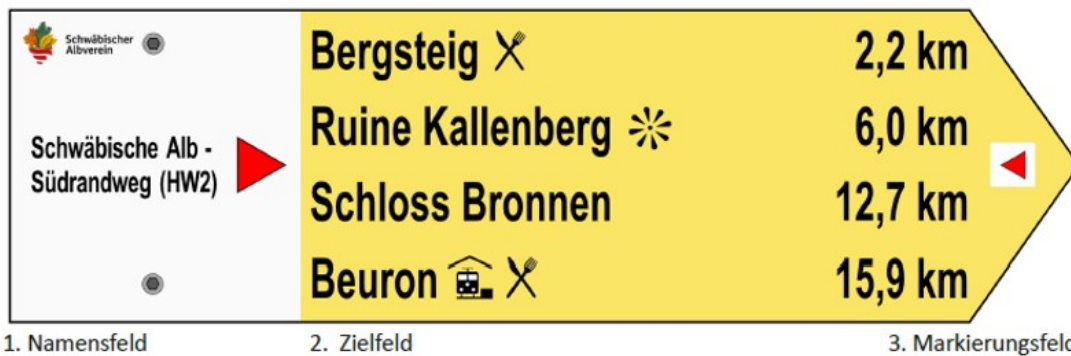 Schwäbischer
Albverein
Schwäbische Alb -
Südrandweg (HW2)
Bergsteig 2,2 km
Ruine Kallenberg 6,0 km
Schloss Bronnen 12,7 km
Beuron 15,9 km
1. Namensfeld 2. Zielfeld 3. Markierungsfeld